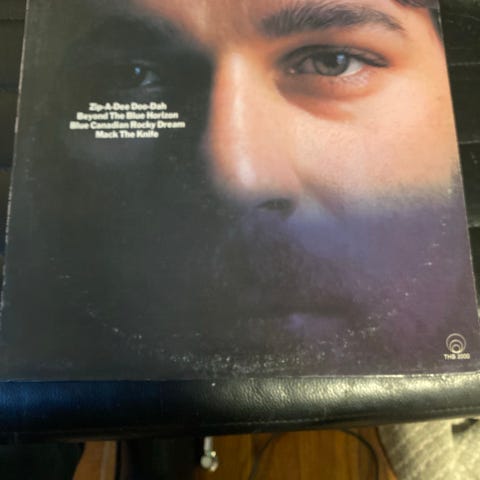 Zip-A-Dee Doo-Dah
Beyond The Blue Horizon
Blue Canadian Rocky Dream
Mack The Knife
THS 2000